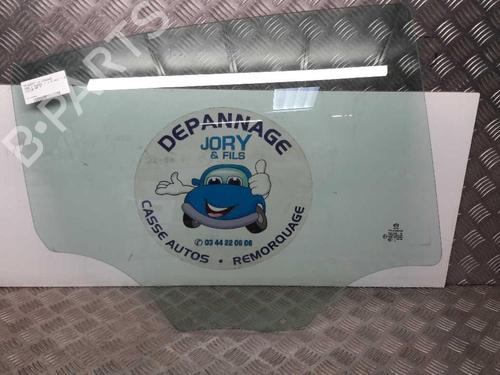 DEPANNAGE
JORY
& FILS
CASSE AUTOS • REMORQUAGE
✆ 03 44 22 06 06
B-PARTS